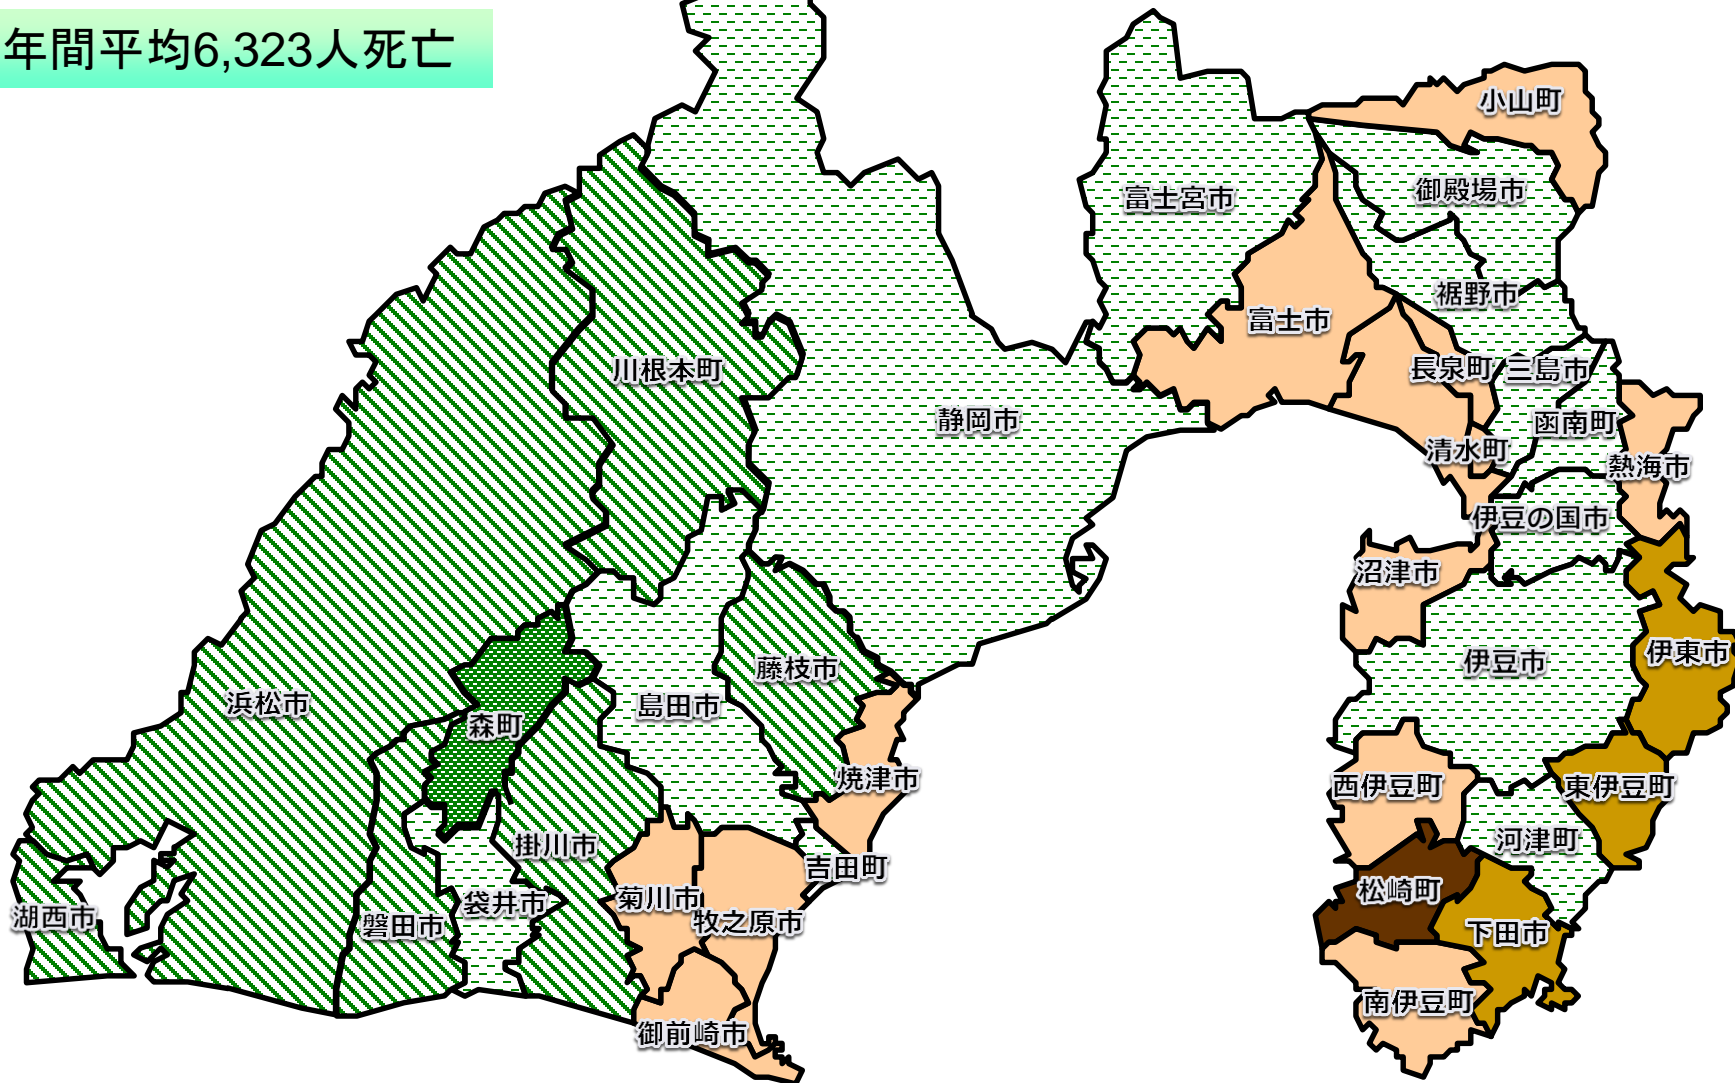 年間平均6,323人死亡
小山町
御殿場市
富士宮市
裾野市
富士市
川根本町
長泉町
三島市
静岡市
函南町
清水町
熱海市
伊豆の国市
沼津市
伊東市
伊豆市
藤枝市
浜松市
島田市
森町
焼津市
西伊豆町
東伊豆町
掛川市
河津町
吉田町
松崎町
菊川市
袋井市
湖西市
磐田市
牧之原市
下田市
南伊豆町
御前崎市